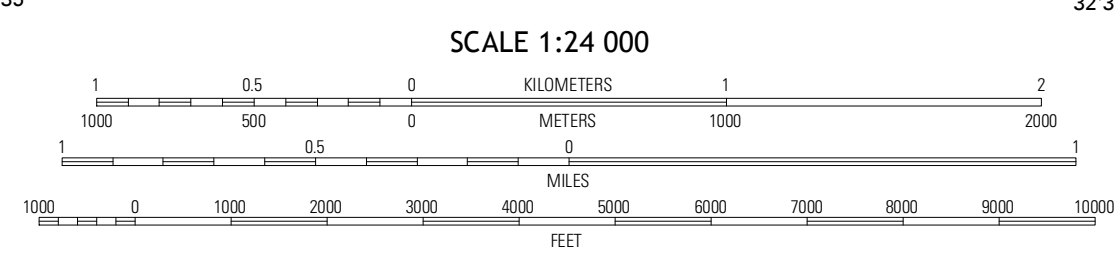 35
32°3
SCALE 1:24 000
1 0.5 0 KILOMETERS 1 2
1000 500 0 METERS 1000 2000
1 0.5 0 1
MILES
1000 0 1000 2000 3000 4000 5000 6000 7000 8000 9000 10000
FEET